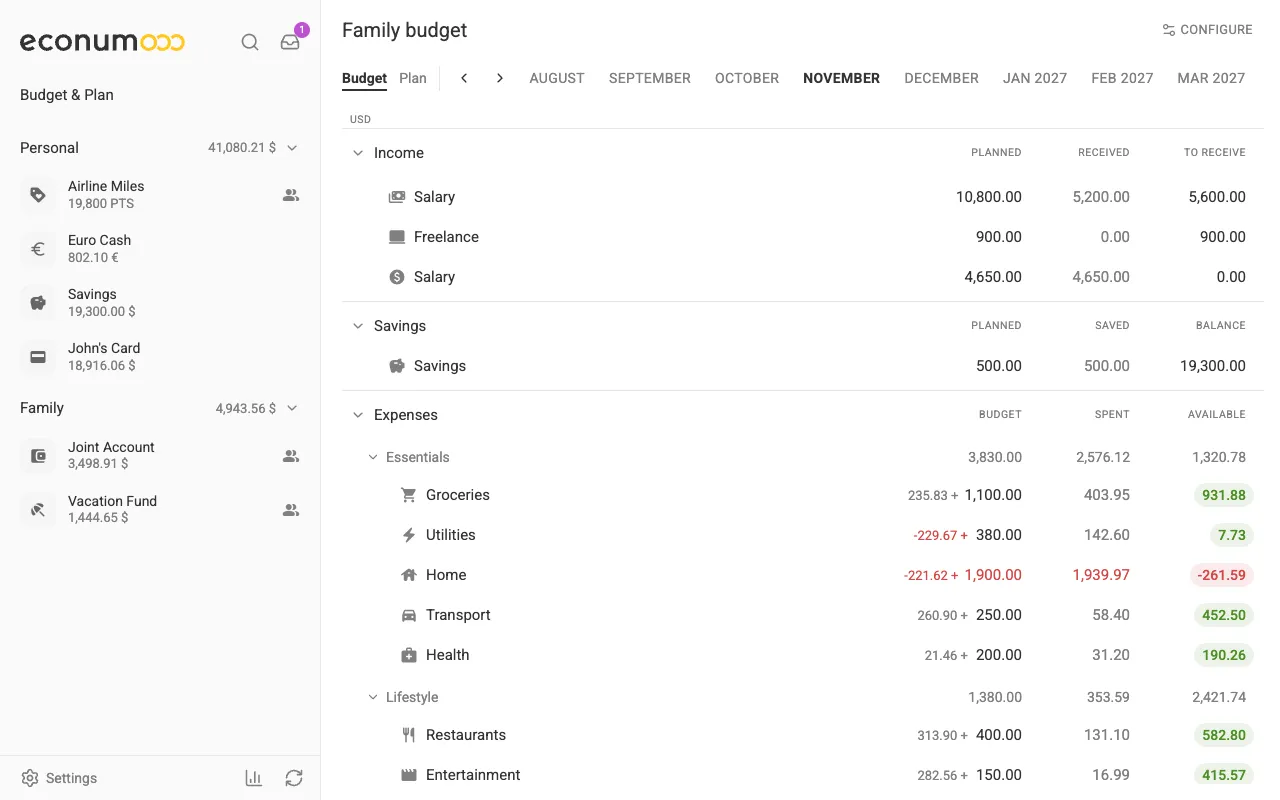 econumooo
1
Budget & Plan
Personal 41,080.21 $
Airline Miles
19,800 PTS
Euro Cash
802.10 €
Savings
19,300.00 $
John's Card
18,916.06 $
Family 4,943.56 $
Joint Account
3,498.91 $
Vacation Fund
1,444.65 $
Settings
Family budget CONFIGURE
Budget Plan AUGUST SEPTEMBER OCTOBER NOVEMBER DECEMBER JAN 2027 FEB 2027 MAR 2027
USD
Income PLANNED RECEIVED TO RECEIVE
Salary 10,800.00 5,200.00 5,600.00
Freelance 900.00 0.00 900.00
Salary 4,650.00 4,650.00 0.00
Savings PLANNED SAVED BALANCE
Savings 500.00 500.00 19,300.00
Expenses BUDGET SPENT AVAILABLE
Essentials 3,830.00 2,576.12 1,320.78
Groceries 235.83 + 1,100.00 403.95 931.88
Utilities -229.67 + 380.00 142.60 7.73
Home -221.62 + 1,900.00 1,939.97 -261.59
Transport 260.90 + 250.00 58.40 452.50
Health 21.46 + 200.00 31.20 190.26
Lifestyle 1,380.00 353.59 2,421.74
Restaurants 313.90 + 400.00 131.10 582.80
Entertainment 282.56 + 150.00 16.99 415.57